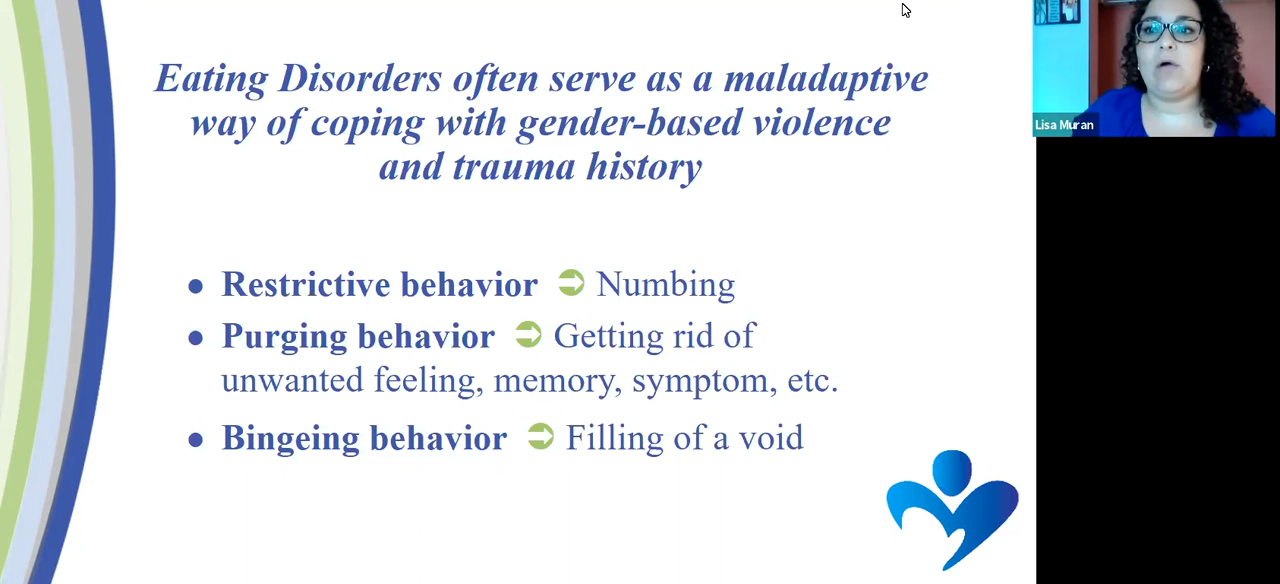 Eating Disorders often serve as a maladaptive
way of coping with gender-based violence
and trauma history
● Restrictive behavior ➲ Numbing
● Purging behavior ➲ Getting rid of
unwanted feeling, memory, symptom, etc.
● Bingeing behavior ➲ Filling of a void
Lisa Muran